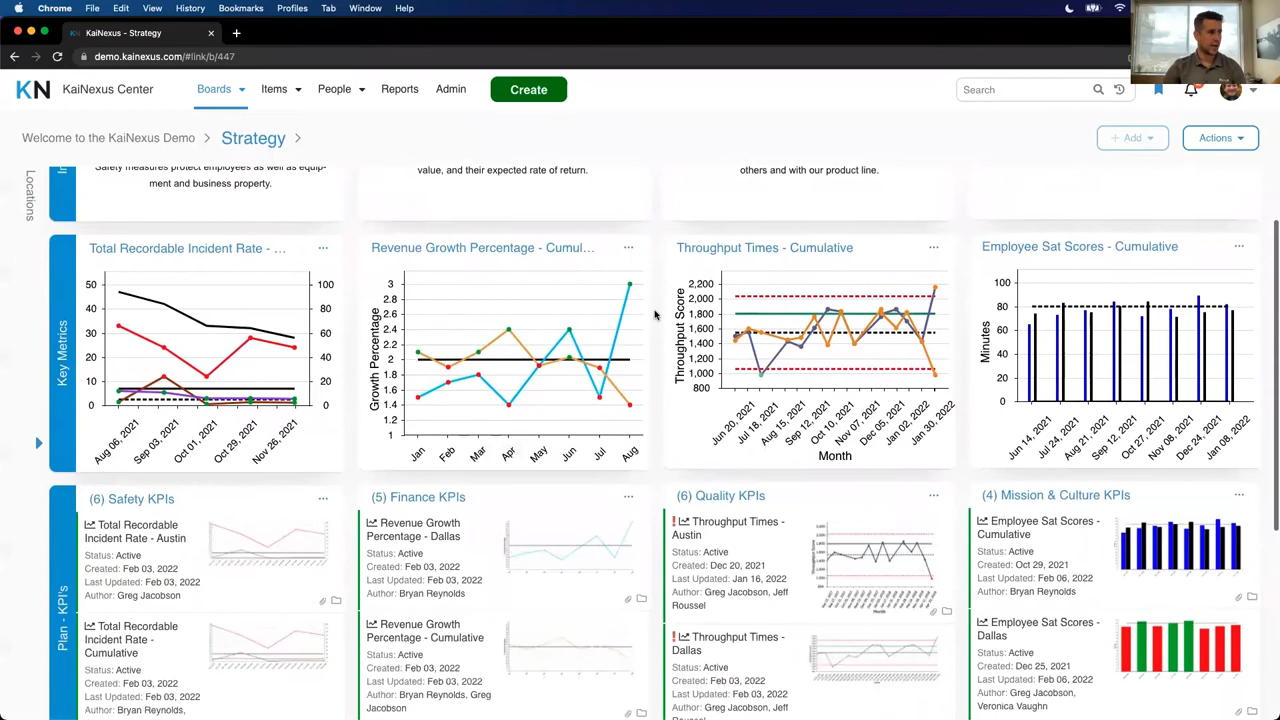 Chrome File Edit View History Bookmarks Profiles Tab Window Help
KN KaiNexus - Strategy × +
demo.kainexus.com/#link/b/447
KN KaiNexus Center Boards Items People Reports Admin Create Search
Welcome to the KaiNexus Demo > Strategy > + Add Actions
Locations
Safety measures protect employees as well as equip-
ment and business property.
value, and their expected rate of return.
others and with our product line.
Key Metrics
Total Recordable Incident Rate - ...
50
40
30
20
10
0
100
80
60
40
20
0
Aug 06, 2021
Sep 03, 2021
Oct 01, 2021
Oct 29, 2021
Nov 26, 2021
Revenue Growth Percentage - Cumul...
Growth Percentage
3
2.8
2.6
2.4
2.2
2
1.8
1.6
1.4
1.2
1
Jan
Feb
Mar
Apr
May
Jun
Jul
Aug
Throughput Times - Cumulative
Throughput Score
2,200
2,000
1,800
1,600
1,400
1,200
1,000
800
Jun 20, 2021
Jul 18, 2021
Aug 15, 2021
Sep 12, 2021
Oct 10, 2021
Nov 07, 2021
Dec 05, 2021
Jan 02, 2022
Jan 30, 2022
Month
Employee Sat Scores - Cumulative
Minutes
100
80
60
40
20
0
Jun 14, 2021
Jul 24, 2021
Aug 21, 2021
Sep 12, 2021
Oct 27, 2021
Nov 08, 2021
Dec 24, 2021
Jan 08, 2022
Plan - KPI's
(6) Safety KPIs
Total Recordable
Incident Rate - Austin
Status: Active
Created: Feb 03, 2022
Last Updated: Feb 03, 2022
Author: Greg Jacobson
Total Recordable
Incident Rate -
Cumulative
Status: Active
Created: Feb 03, 2022
Last Updated: Feb 03, 2022
Author: Bryan Reynolds,
(5) Finance KPIs
Revenue Growth
Percentage - Dallas
Status: Active
Created: Feb 03, 2022
Last Updated: Feb 03, 2022
Author: Bryan Reynolds
Revenue Growth
Percentage - Cumulative
Status: Active
Created: Feb 03, 2022
Last Updated: Feb 03, 2022
Author: Bryan Reynolds, Greg
Jacobson
(6) Quality KPIs
Throughput Times -
Austin
Status: Active
Created: Dec 20, 2021
Last Updated: Jan 16, 2022
Author: Greg Jacobson, Jeff
Roussel
Throughput Times -
Dallas
Status: Active
Created: Feb 03, 2022
Last Updated: Feb 03, 2022
Author: Greg Jacobson, Jeff
(4) Mission & Culture KPIs
Employee Sat Scores -
Cumulative
Status: Active
Created: Oct 29, 2021
Last Updated: Feb 06, 2022
Author: Bryan Reynolds
Employee Sat Scores -
Dallas
Status: Active
Created: Dec 25, 2021
Last Updated: Feb 06, 2022
Author: Greg Jacobson,
Veronica Vaughn